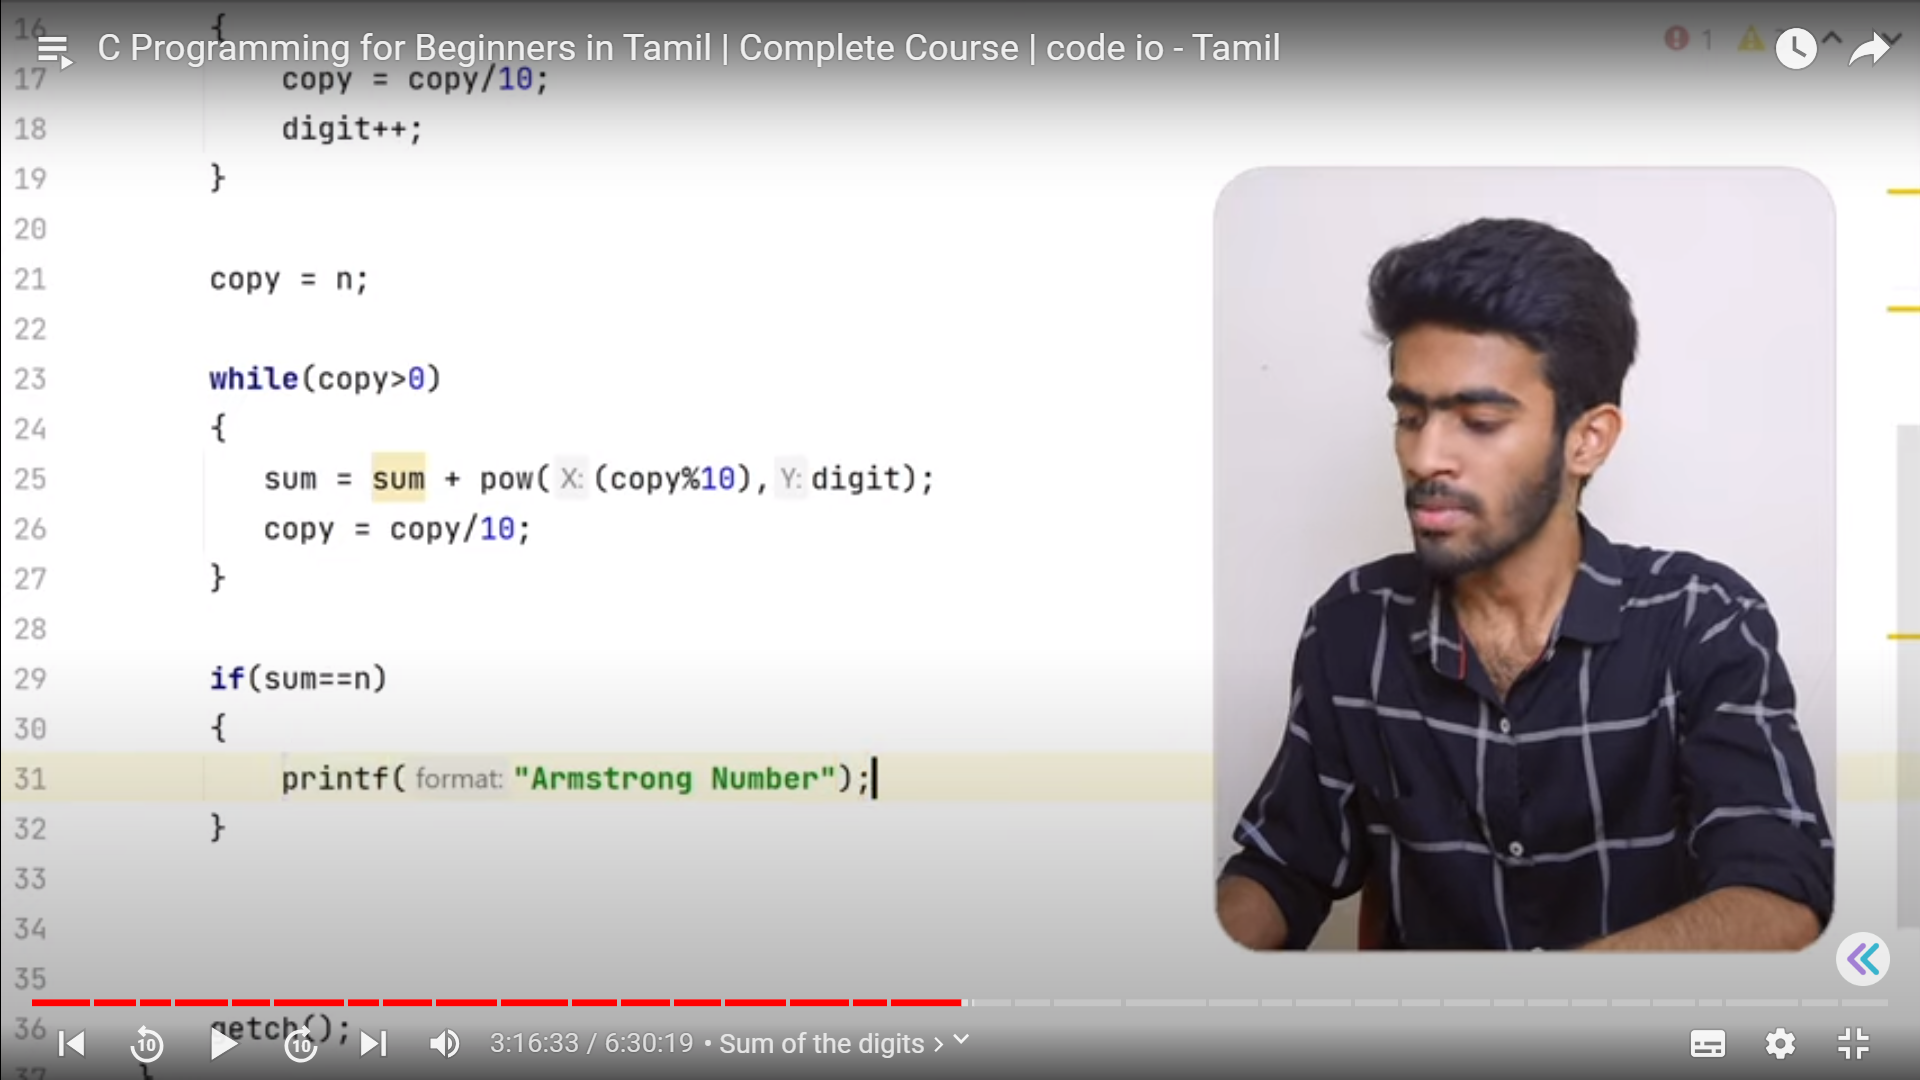 C Programming for Beginners in Tamil | Complete Course | code io - Tamil
1
16 {
17 copy = copy/10;
18 digit++;
19 }
20
21 copy = n;
22
23 while(copy>0)
24 {
25 sum = sum + pow( X: (copy%10), Y: digit);
26 copy = copy/10;
27 }
28
29 if(sum==n)
30 {
31 printf( format: "Armstrong Number");
32 }
33
34
35
36 getch();
37 }
10
10
3:16:33 / 6:30:19 • Sum of the digits